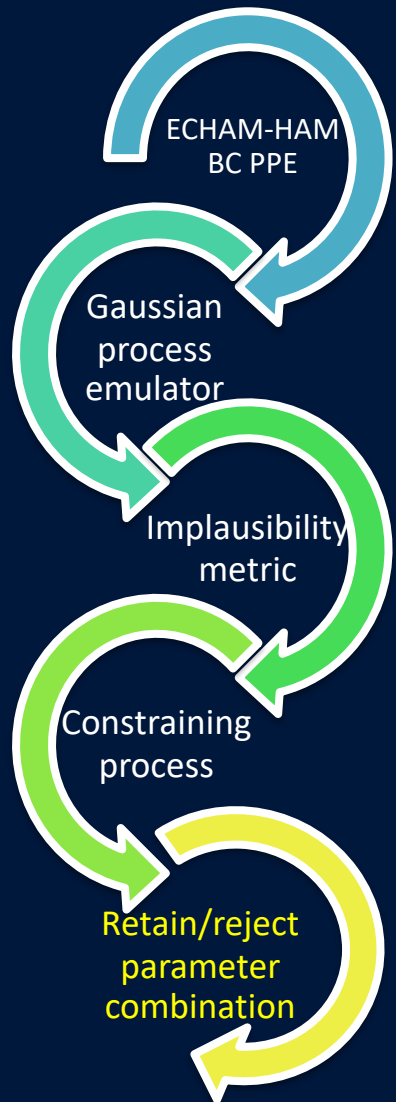 ECHAM-HAM
BC PPE
Gaussian
process
emulator
Implausibility
metric
Constraining
process
Retain/reject
parameter
combination